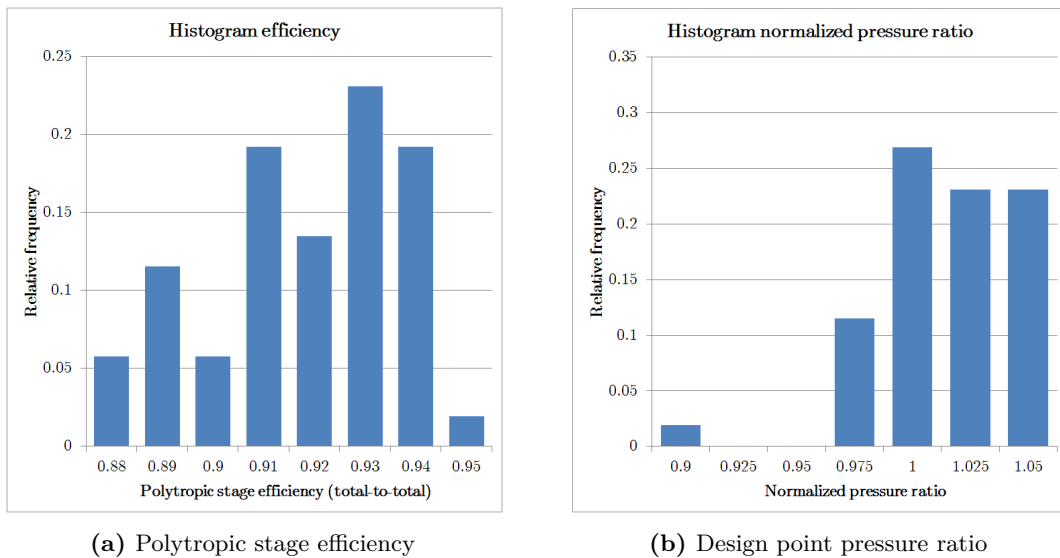 Histogram efficiency
0.25
0.2
0.15
0.1
0.05
0
Relative frequency
0.88 0.89 0.9 0.91 0.92 0.93 0.94 0.95
Polytropic stage efficiency (total-to-total)
(a) Polytropic stage efficiency
Histogram normalized pressure ratio
0.35
0.3
0.25
0.2
0.15
0.1
0.05
0
Relative frequency
0.9 0.925 0.95 0.975 1 1.025 1.05
Normalized pressure ratio
(b) Design point pressure ratio